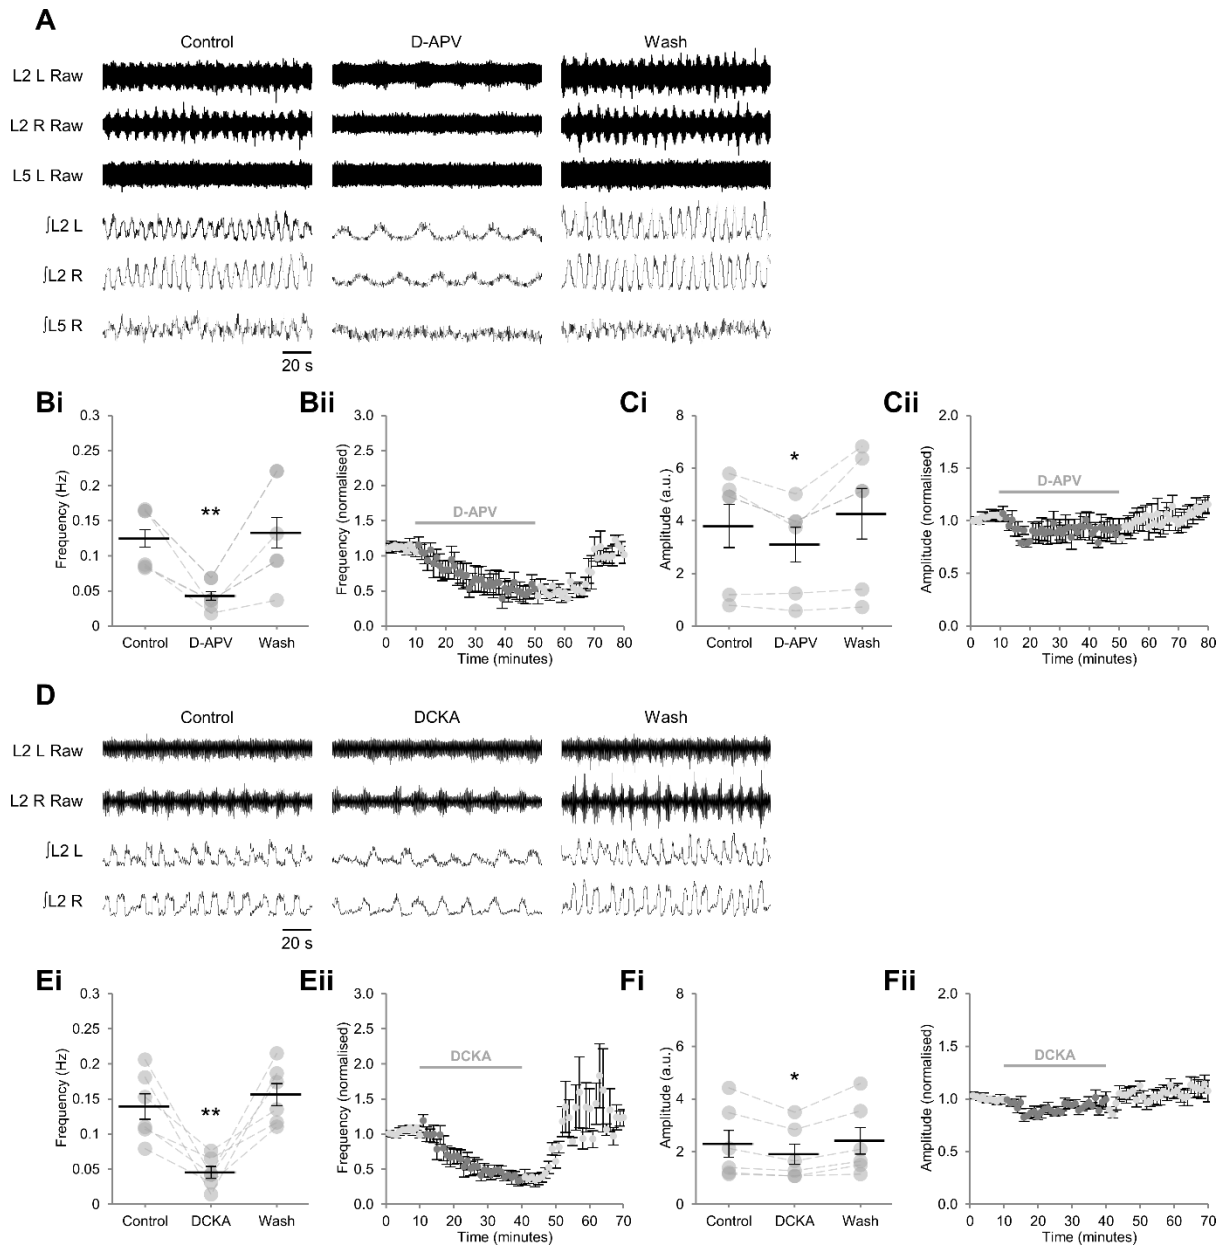 A
Control D-APV Wash
L2 L Raw
L2 R Raw
L5 L Raw
∫L2 L
∫L2 R
∫L5 R
20 s
Bi Bii Ci Cii
0.3
0.25
0.2
0.15
0.1
0.05
0
Frequency (Hz)
**
Control D-APV Wash
3.0
2.5
2.0
1.5
1.0
0.5
0.0
Frequency (normalised)
D-APV
0 10 20 30 40 50 60 70 80
Time (minutes)
8
6
4
2
0
Amplitude (a.u.)
*
Control D-APV Wash
2.0
1.5
1.0
0.5
0.0
Amplitude (normalised)
D-APV
0 10 20 30 40 50 60 70 80
Time (minutes)
D
Control DCKA Wash
L2 L Raw
L2 R Raw
∫L2 L
∫L2 R
20 s
Ei Eii Fi Fii
0.3
0.25
0.2
0.15
0.1
0.05
0
Frequency (Hz)
**
Control DCKA Wash
3.0
2.5
2.0
1.5
1.0
0.5
0.0
Frequency (normalised)
DCKA
0 10 20 30 40 50 60 70
Time (minutes)
8
6
4
2
0
Amplitude (a.u.)
*
Control DCKA Wash
2.0
1.5
1.0
0.5
0.0
Amplitude (normalised)
DCKA
0 10 20 30 40 50 60 70
Time (minutes)